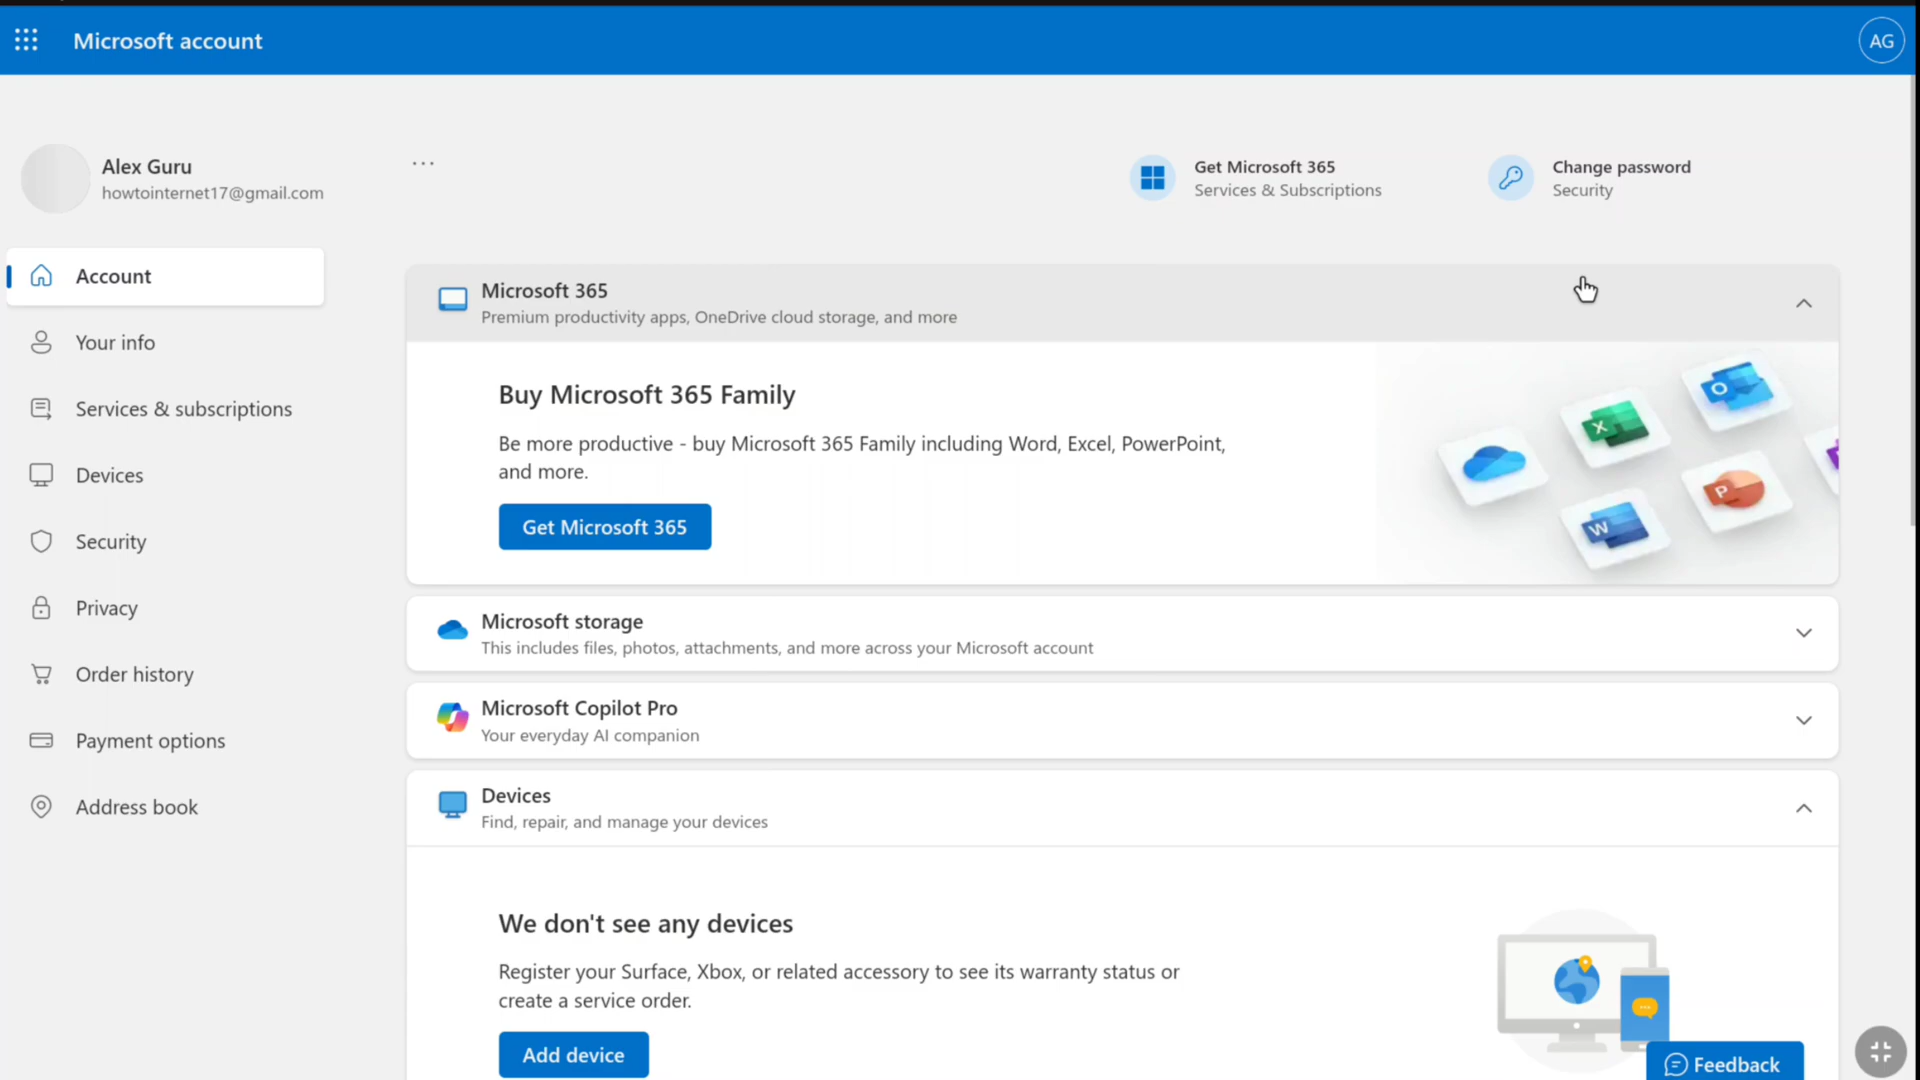 Microsoft account
AG
Alex Guru
howtointernet17@gmail.com
...
Get Microsoft 365
Services & Subscriptions
Change password
Security
Account
Your info
Services & subscriptions
Devices
Security
Privacy
Order history
Payment options
Address book
Microsoft 365
Premium productivity apps, OneDrive cloud storage, and more
Buy Microsoft 365 Family
Be more productive - buy Microsoft 365 Family including Word, Excel, PowerPoint,
and more.
Get Microsoft 365
O
X
P
W
Microsoft storage
This includes files, photos, attachments, and more across your Microsoft account
Microsoft Copilot Pro
Your everyday AI companion
Devices
Find, repair, and manage your devices
We don't see any devices
Register your Surface, Xbox, or related accessory to see its warranty status or
create a service order.
Add device
Feedback